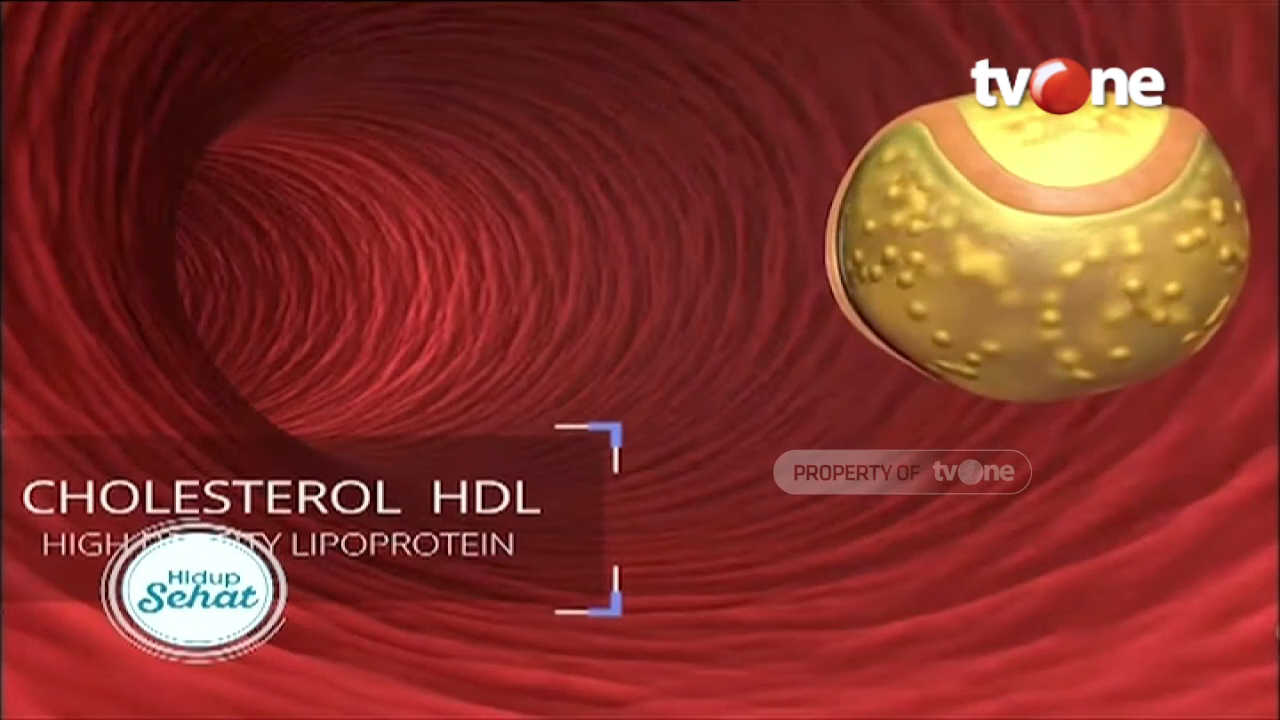 tvOne
CHOLESTEROL HDL
PROPERTY OF tvOne
HIGH LIPOPROTEIN
Hidup
Sehat